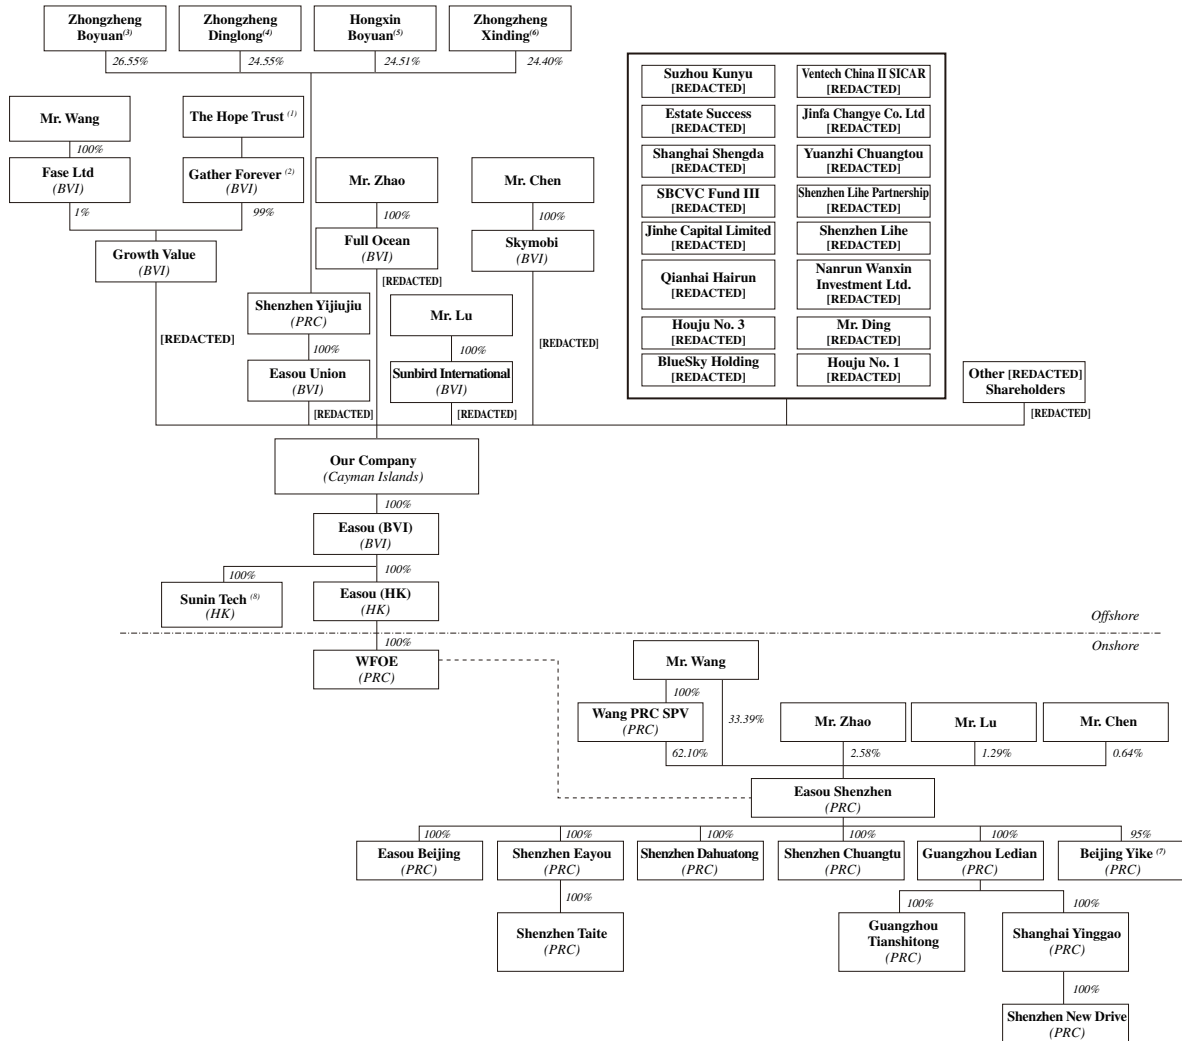 Zhongzheng
Boyuan(3)
Zhongzheng
Dinglong(4)
Hongxin
Boyuan(5)
Zhongzheng
Xinding(6)
26.55%
24.55%
24.51%
24.40%
Mr. Wang
The Hope Trust (1)
100%
Fase Ltd
(BVI)
Gather Forever (2)
(BVI)
1%
99%
Growth Value
(BVI)
[REDACTED]
Shenzhen Yijiujiu
(PRC)
100%
Easou Union
(BVI)
[REDACTED]
Mr. Zhao
100%
Full Ocean
(BVI)
[REDACTED]
Mr. Lu
100%
Sunbird International
(BVI)
[REDACTED]
Mr. Chen
100%
Skymobi
(BVI)
[REDACTED]
Suzhou Kunyu
[REDACTED]
Ventech China II SICAR
[REDACTED]
Estate Success
[REDACTED]
Jinfa Changye Co. Ltd
[REDACTED]
Shanghai Shengda
[REDACTED]
Yuanzhi Chuangtou
[REDACTED]
SBCVC Fund III
[REDACTED]
Shenzhen Lihe Partnership
[REDACTED]
Jinhe Capital Limited
[REDACTED]
Shenzhen Lihe
[REDACTED]
Qianhai Hairun
[REDACTED]
Nanrun Wanxin
Investment Ltd.
[REDACTED]
Houju No. 3
[REDACTED]
Mr. Ding
[REDACTED]
BlueSky Holding
[REDACTED]
Houju No. 1
[REDACTED]
Other [REDACTED]
Shareholders
[REDACTED]
Our Company
(Cayman Islands)
100%
Easou (BVI)
(BVI)
100%
100%
Sunin Tech (8)
(HK)
Easou (HK)
(HK)
Offshore
Onshore
100%
WFOE
(PRC)
Mr. Wang
100%
33.39%
Wang PRC SPV
(PRC)
Mr. Zhao
Mr. Lu
Mr. Chen
62.10%
2.58%
1.29%
0.64%
Easou Shenzhen
(PRC)
100%
100%
100%
100%
100%
95%
Easou Beijing
(PRC)
Shenzhen Eayou
(PRC)
Shenzhen Dahuatong
(PRC)
Shenzhen Chuangtu
(PRC)
Guangzhou Ledian
(PRC)
Beijing Yike (7)
(PRC)
100%
100%
100%
Shenzhen Taite
(PRC)
Guangzhou
Tianshitong
(PRC)
Shanghai Yinggao
(PRC)
100%
Shenzhen New Drive
(PRC)